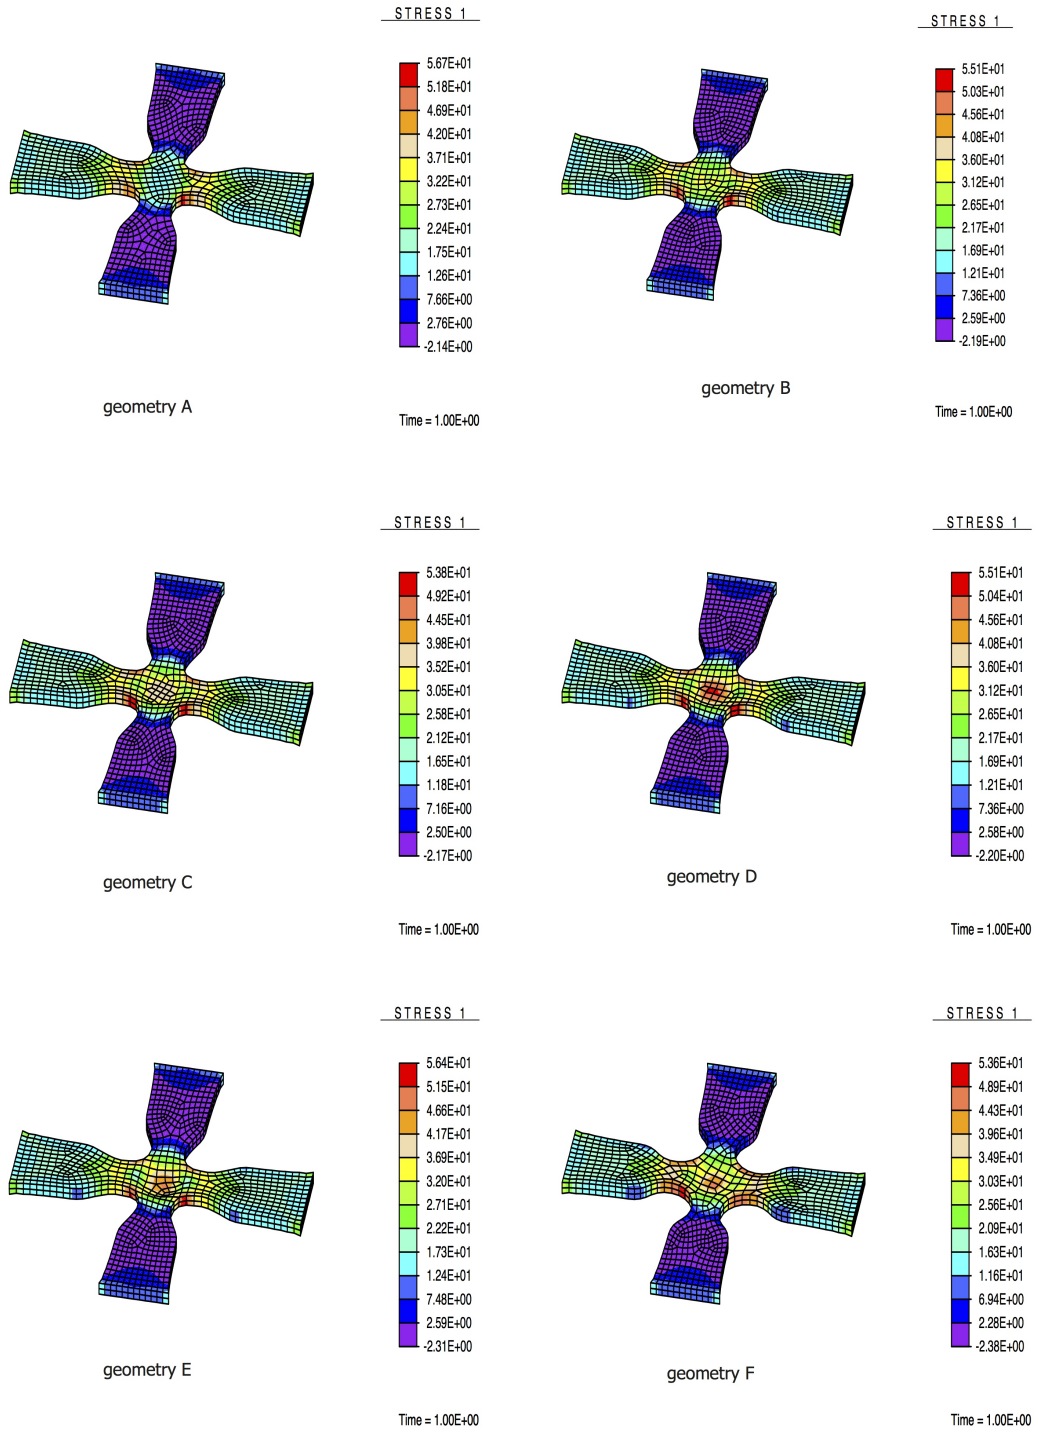 STRESS 1
5.67E+01
5.18E+01
4.69E+01
4.20E+01
3.71E+01
3.22E+01
2.73E+01
2.24E+01
1.75E+01
1.26E+01
7.66E+00
2.76E+00
-2.14E+00
geometry A
Time = 1.00E+00
STRESS 1
5.51E+01
5.03E+01
4.56E+01
4.08E+01
3.60E+01
3.12E+01
2.65E+01
2.17E+01
1.69E+01
1.21E+01
7.36E+00
2.59E+00
-2.19E+00
geometry B
Time = 1.00E+00
STRESS 1
5.38E+01
4.92E+01
4.45E+01
3.98E+01
3.52E+01
3.05E+01
2.58E+01
2.12E+01
1.65E+01
1.18E+01
7.16E+00
2.50E+00
-2.17E+00
geometry C
Time = 1.00E+00
STRESS 1
5.51E+01
5.04E+01
4.56E+01
4.08E+01
3.60E+01
3.12E+01
2.65E+01
2.17E+01
1.69E+01
1.21E+01
7.36E+00
2.58E+00
-2.20E+00
geometry D
Time = 1.00E+00
STRESS 1
5.64E+01
5.15E+01
4.66E+01
4.17E+01
3.69E+01
3.20E+01
2.71E+01
2.22E+01
1.73E+01
1.24E+01
7.48E+00
2.59E+00
-2.31E+00
geometry E
Time = 1.00E+00
STRESS 1
5.36E+01
4.89E+01
4.43E+01
3.96E+01
3.49E+01
3.03E+01
2.56E+01
2.09E+01
1.63E+01
1.16E+01
6.94E+00
2.28E+00
-2.38E+00
geometry F
Time = 1.00E+00